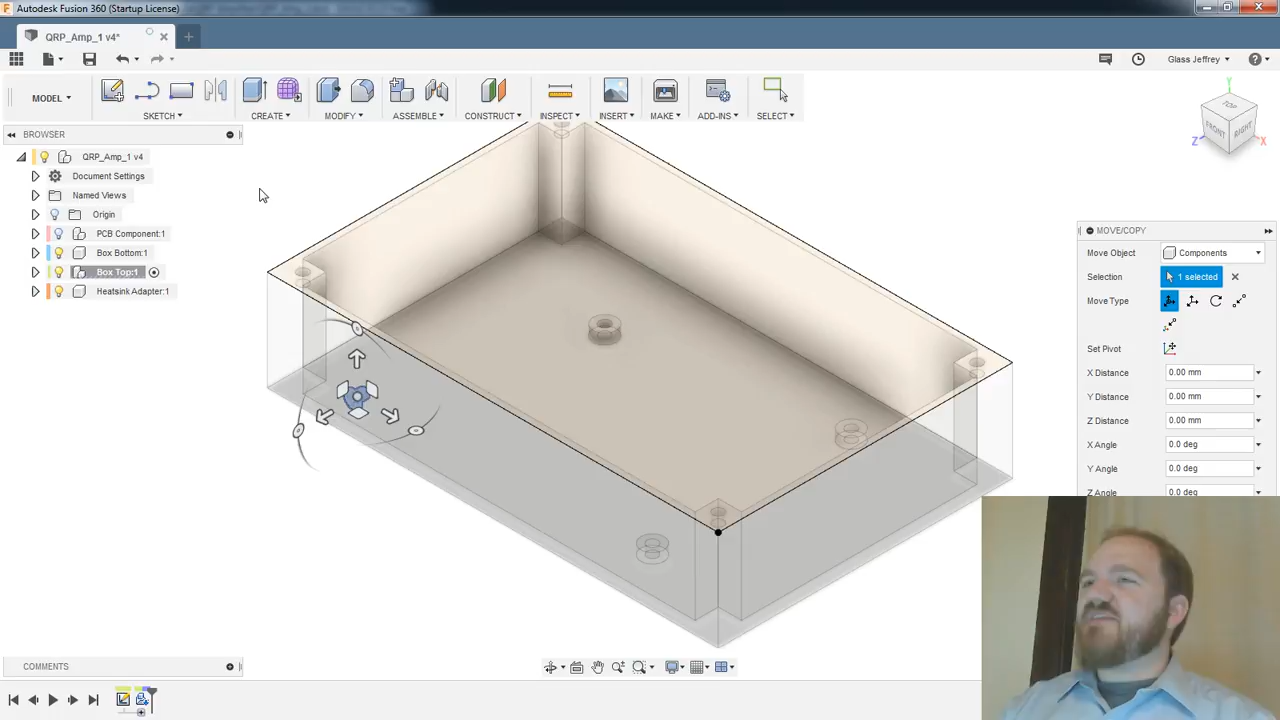 Autodesk Fusion 360 (Startup License)
QRP_Amp_1 v4*
Glass Jeffrey
MODEL
SKETCH
CREATE
MODIFY
ASSEMBLE
CONSTRUCT
INSPECT
INSERT
MAKE
ADD-INS
SELECT
TOP
FRONT
RIGHT
Y
Z
X
BROWSER
QRP_Amp_1 v4
Document Settings
Named Views
Origin
PCB Component:1
Box Bottom:1
Box Top:1
Heatsink Adapter:1
MOVE/COPY
Move Object Components
Selection 1 selected
Move Type
Set Pivot
X Distance 0.00 mm
Y Distance 0.00 mm
Z Distance 0.00 mm
X Angle 0.0 deg
Y Angle 0.0 deg
Z Angle 0.0 deg
COMMENTS